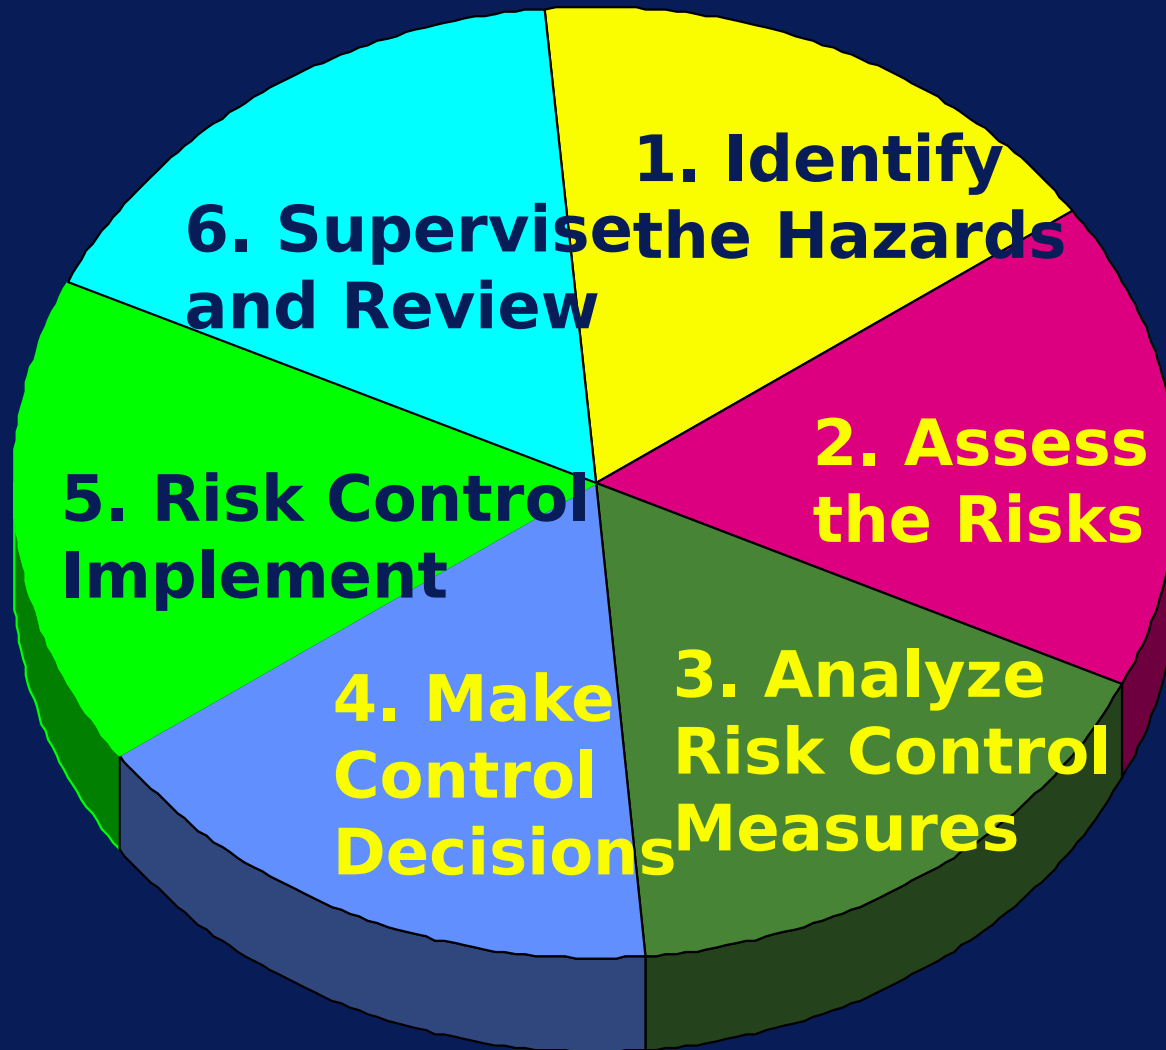 1. Identify
the Hazards
2. Assess
the Risks
3. Analyze
Risk Control
Measures
4. Make
Control
Decisions
5. Risk Control
Implement
6. Supervise
and Review